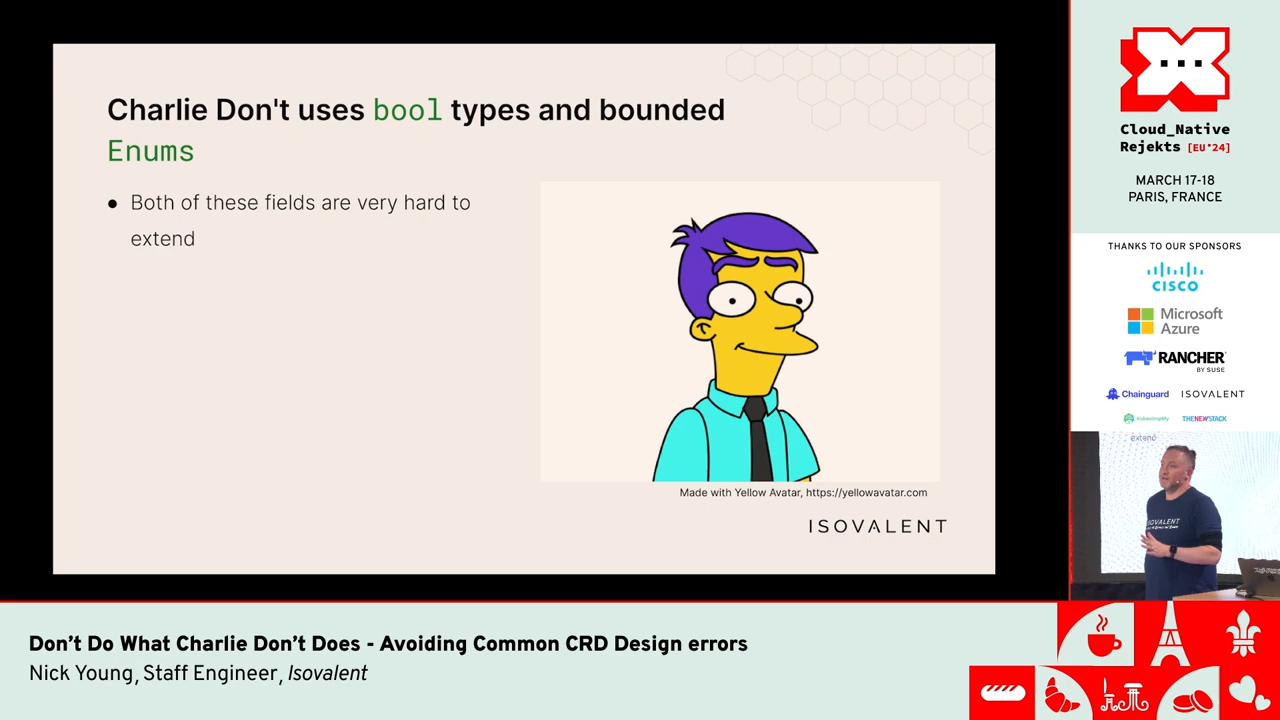 Charlie Don't uses bool types and bounded
Enums
● Both of these fields are very hard to
extend
Made with Yellow Avatar, https://yellowavatar.com
ISOVALENT
Cloud_Native
Rejekts [EU*24]
MARCH 17-18
PARIS, FRANCE
THANKS TO OUR SPONSORS
CISCO
Microsoft
Azure
RANCHER
BY SUSE
Chainguard ISOVALENT
Kubesimplify THENEWSTACK
extend
ISOVALENT
Don't Do What Charlie Don't Does - Avoiding Common CRD Design errors
Nick Young, Staff Engineer, Isovalent